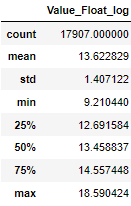 Value_Float_log
count 17907.000000
mean 13.622829
std 1.407122
min 9.210440
25% 12.691584
50% 13.458837
75% 14.557448
max 18.590424